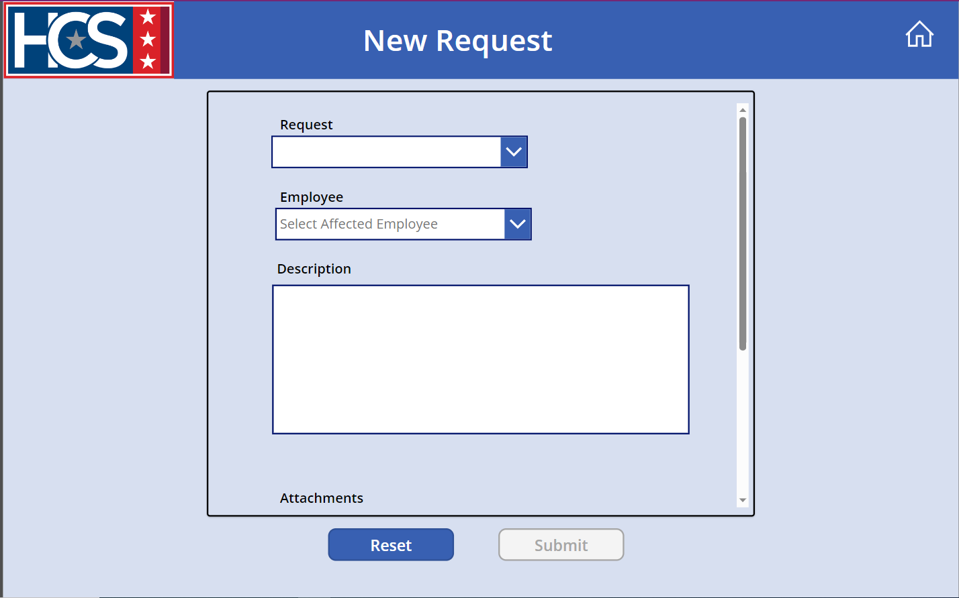 HCS
New Request
Request
Employee
Select Affected Employee
Description
Attachments
Reset
Submit